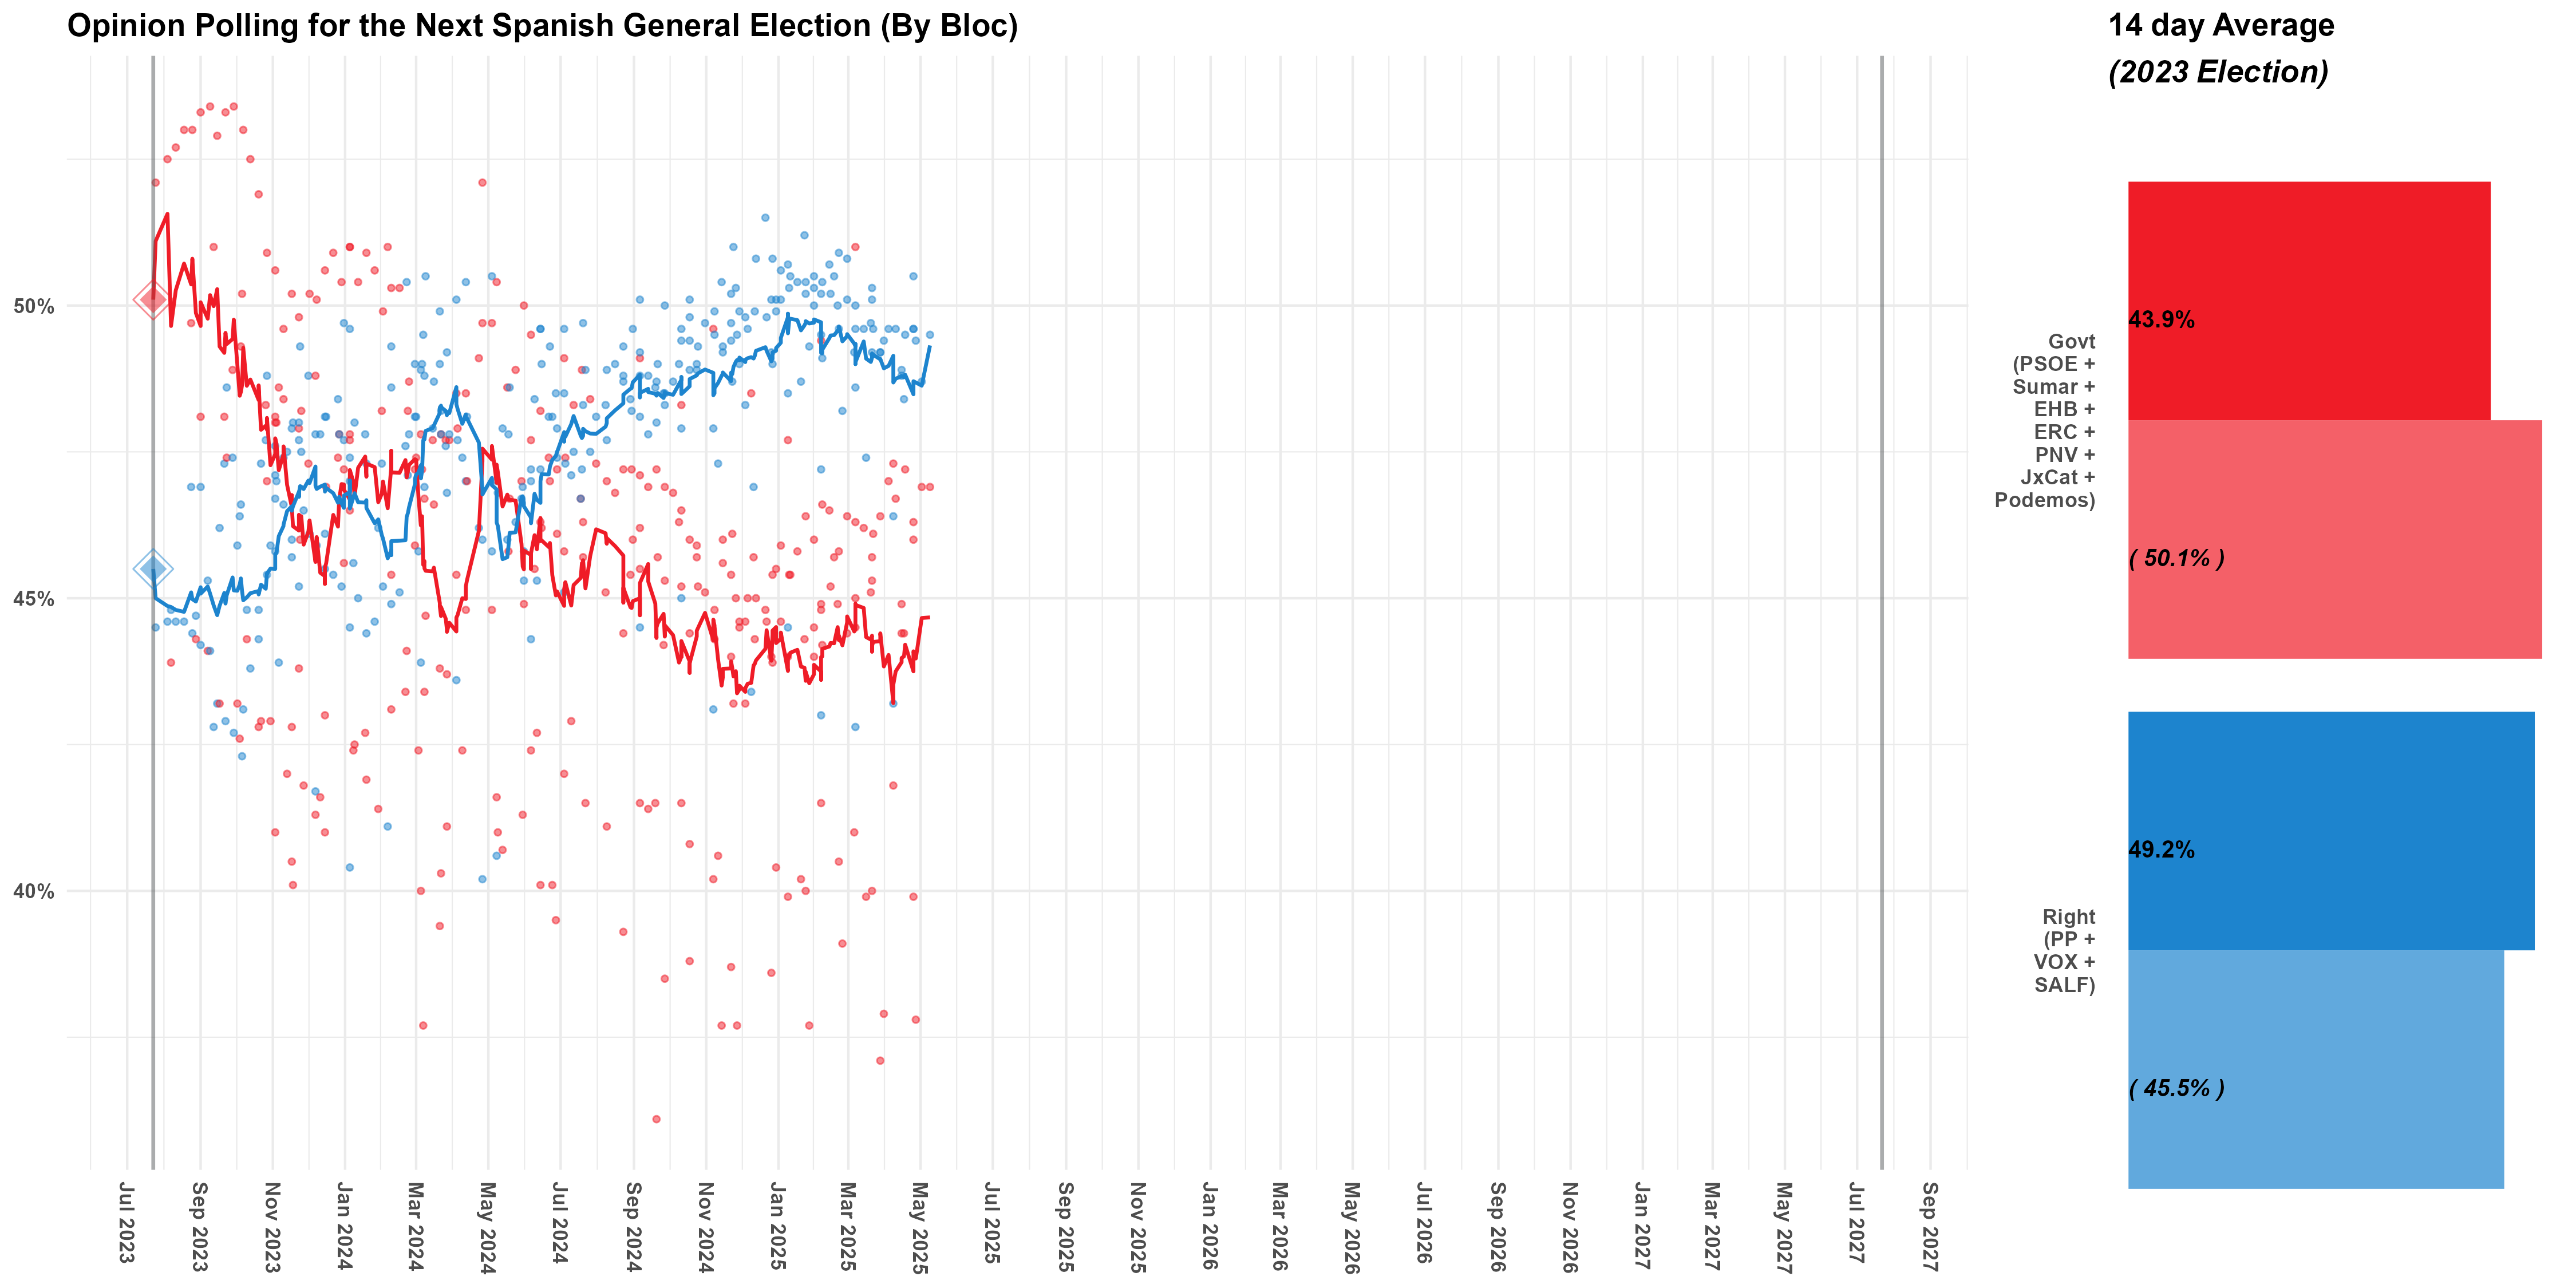 Opinion Polling for the Next Spanish General Election (By Bloc)
14 day Average
(2023 Election)
50%
45%
40%
Jul 2023
Sep 2023
Nov 2023
Jan 2024
Mar 2024
May 2024
Jul 2024
Sep 2024
Nov 2024
Jan 2025
Mar 2025
May 2025
Jul 2025
Sep 2025
Nov 2025
Jan 2026
Mar 2026
May 2026
Jul 2026
Sep 2026
Nov 2026
Jan 2027
Mar 2027
May 2027
Jul 2027
Sep 2027
Govt
(PSOE +
Sumar +
EHB +
ERC +
PNV +
JxCat +
Podemos)
43.9%
( 50.1% )
Right
(PP +
VOX +
SALF)
49.2%
( 45.5% )